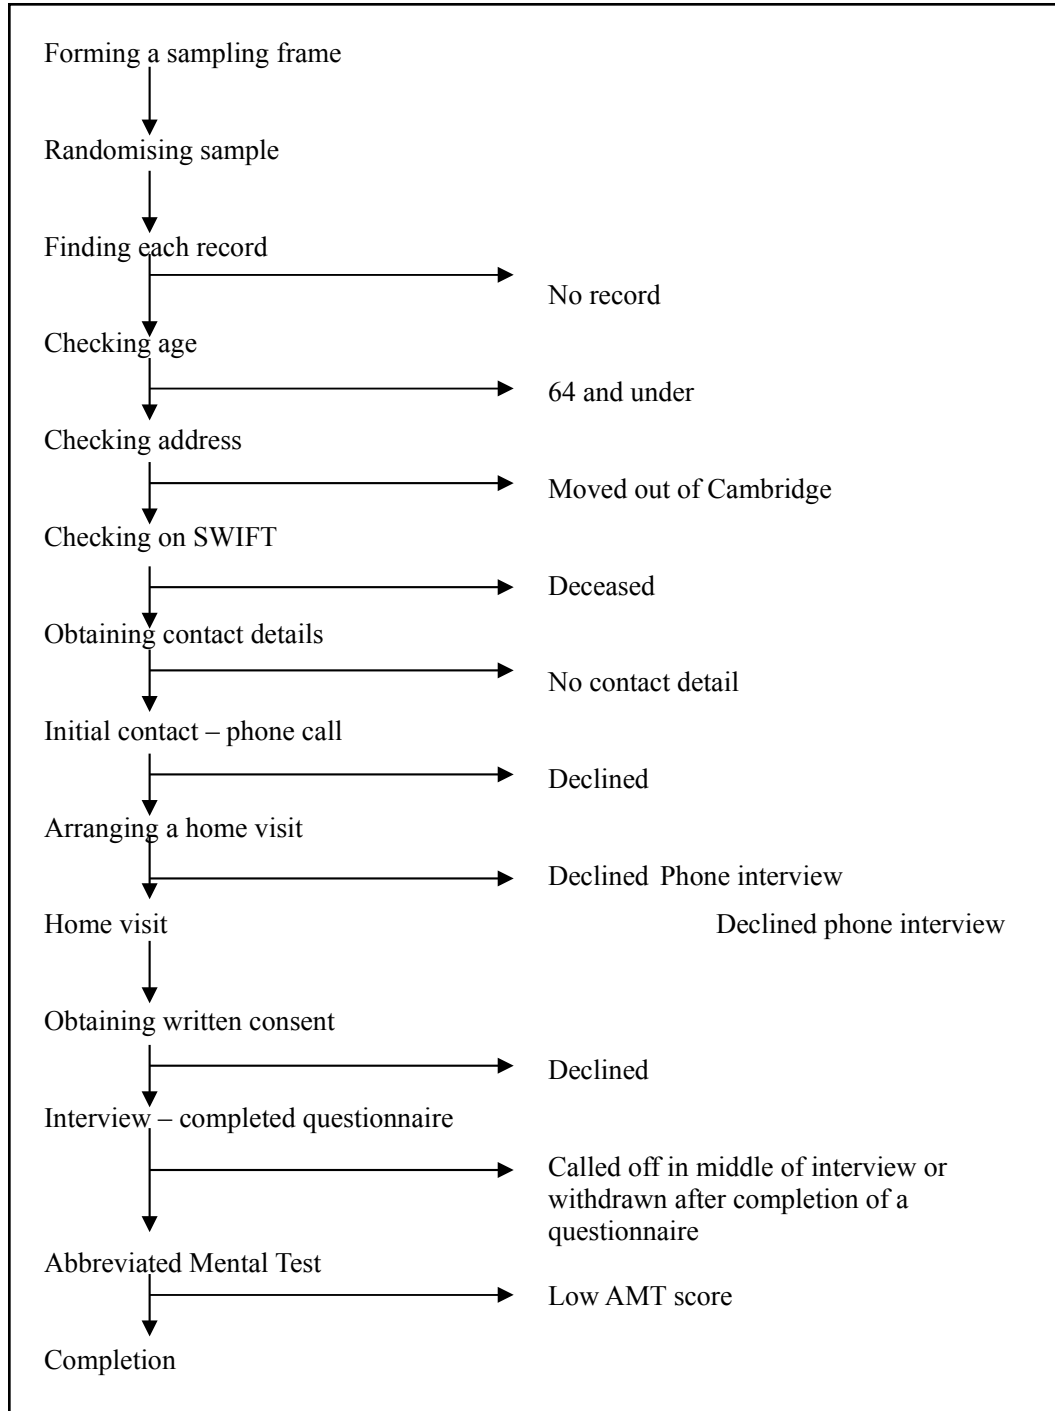 Forming a sampling frame
Randomising sample
Finding each record
No record
Checking age
64 and under
Checking address
Moved out of Cambridge
Checking on SWIFT
Deceased
Obtaining contact details
No contact detail
Initial contact – phone call
Declined
Arranging a home visit
Declined Phone interview
Home visit
Declined phone interview
Obtaining written consent
Declined
Interview – completed questionnaire
Called off in middle of interview or
withdrawn after completion of a
questionnaire
Abbreviated Mental Test
Low AMT score
Completion